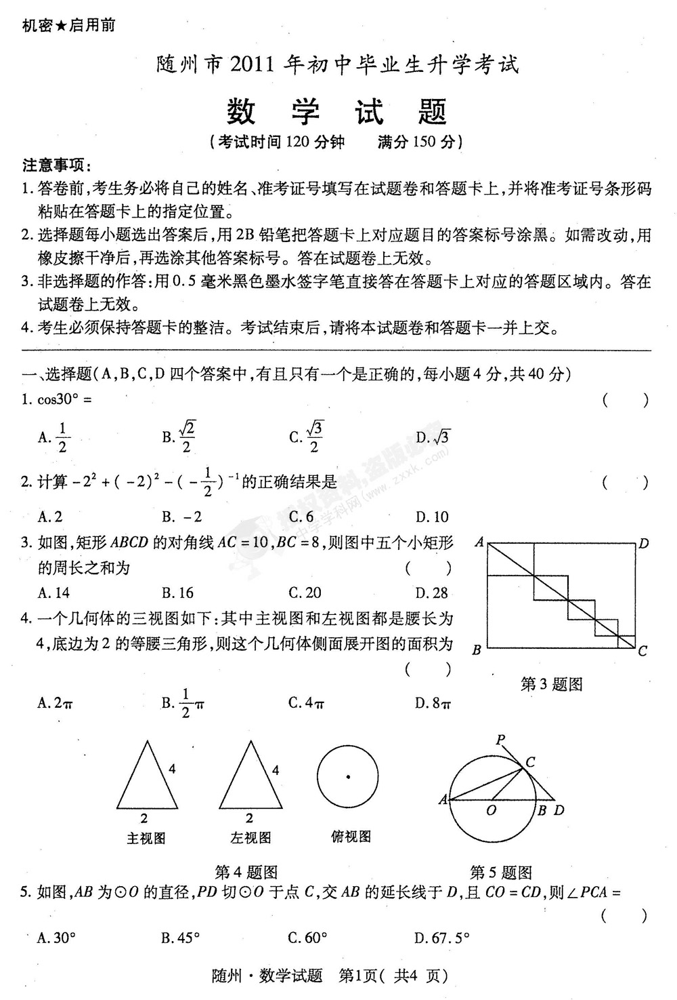 机密★启用前
随州市2011年初中毕业生升学考试
数 学 试 题
(考试时间120分钟 满分150分)
注意事项:
1.答卷前,考生务必将自己的姓名、准考证号填写在试题卷和答题卡上,并将准考证号条形码
粘贴在答题卡上的指定位置。
2.选择题每小题选出答案后,用2B铅笔把答题卡上对应题目的答案标号涂黑。如需改动,用
橡皮擦干净后,再选涂其他答案标号。答在试题卷上无效。
3.非选择题的作答:用0.5毫米黑色墨水签字笔直接答在答题卡上对应的答题区域内。答在
试题卷上无效。
4.考生必须保持答题卡的整洁。考试结束后,请将本试题卷和答题卡一并上交。
一、选择题(A,B,C,D四个答案中,有且只有一个是正确的,每小题4分,共40分)
1. cos30°= ( )
A. 1/2 B. √2/2 C. √3/2 D. √3
2.计算-2²+(-2)²-(-1/2)⁻¹的正确结果是 ( )
A. 2 B. -2 C. 6 D. 10
3.如图,矩形ABCD的对角线AC=10,BC=8,则图中五个小矩形
的周长之和为 ( )
A. 14 B. 16 C. 20 D. 28
A D
B C
第3题图
4.一个几何体的三视图如下:其中主视图和左视图都是腰长为
4,底边为2的等腰三角形,则这个几何体侧面展开图的面积为
( )
A. 2π B. 1/2π C. 4π D. 8π
4 4
2 2
主视图 左视图 俯视图
第4题图
P
C
A O B D
第5题图
5.如图,AB为⊙O的直径,PD切⊙O于点C,交AB的延长线于D,且CO=CD,则∠PCA=
( )
A. 30° B. 45° C. 60° D. 67.5°
随州·数学试题 第1页( 共4 页)
版权资料,盗版必究
中学学科网(www.zxxk.com)